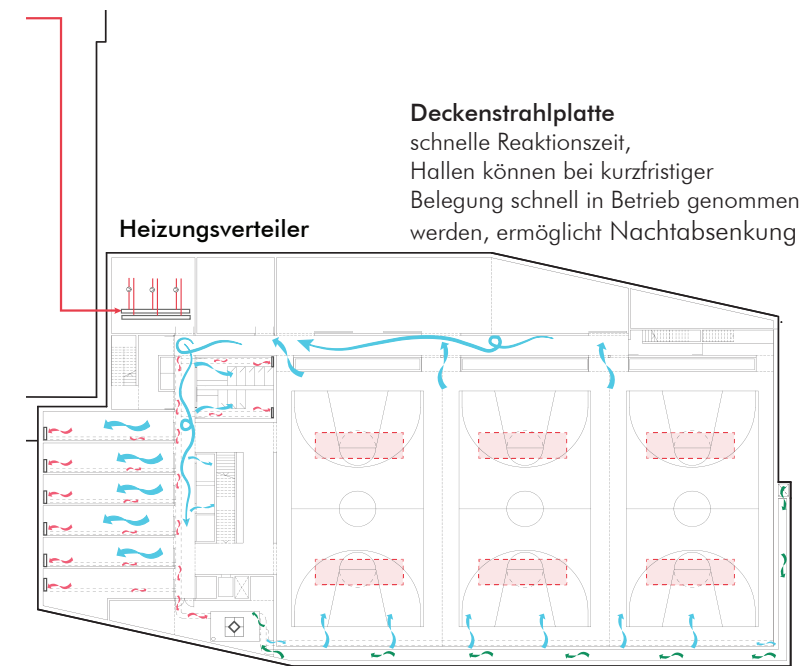 Deckenstrahlplatte
schnelle Reaktionszeit,
Hallen können bei kurzfristiger
Belegung schnell in Betrieb genommen
werden, ermöglicht Nachtabsenkung
Heizungsverteiler